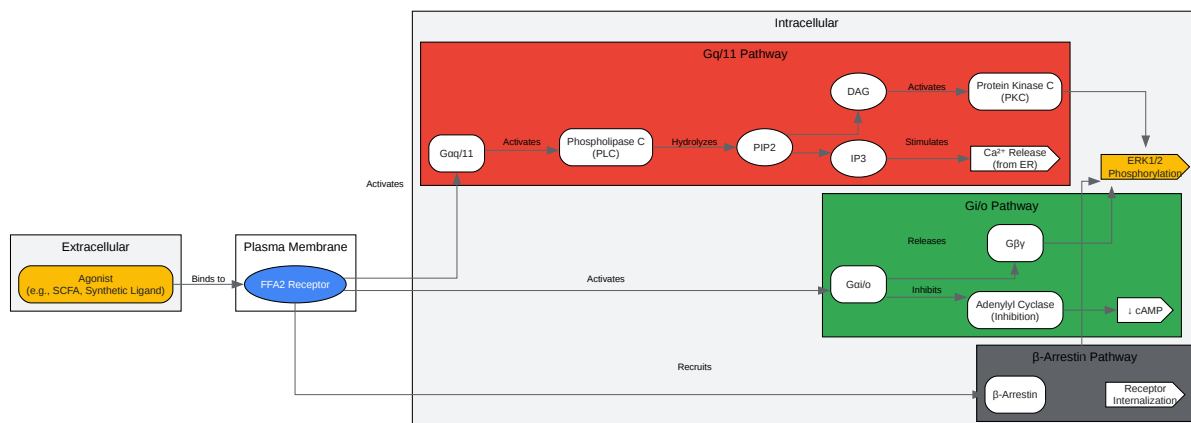 Intracellular
Gq/11 Pathway
DAG
Activates
Protein Kinase C
(PKC)
Gαq/11
Activates
Phospholipase C
(PLC)
Hydrolyzes
PIP2
IP3
Stimulates
Ca²⁺ Release
(from ER)
ERK1/2
Phosphorylation
Activates
Gi/o Pathway
Releases
Gβγ
Extracellular
Agonist
(e.g., SCFA, Synthetic Ligand)
Binds to
Plasma Membrane
FFA2 Receptor
Activates
Gαi/o
Inhibits
Adenylyl Cyclase
(Inhibition)
↓ cAMP
β-Arrestin Pathway
Recruits
β-Arrestin
Receptor
Internalization